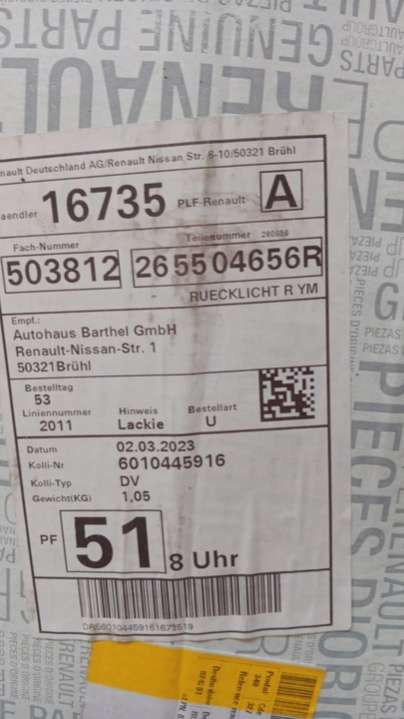 GENUINE PARTS
RENAULT
nault Deutschland AG/Renault Nissan Str. 6-10/50321 Brühl
aendler 16735 PLF-Renault A
Fach-Nummer Teilenummer
503812 265504656R
- RUECKLICHT R YM
Empf.:
Autohaus Barthel GmbH
Renault-Nissan-Str. 1
50321Brühl
Bestelltag
53
Liniennummer Hinweis Bestellart
2011 Lackie U
Datum 02.03.2023
Kolli-Nr 6010445916
Kolli-Typ DV
Gewicht(KG) 1,05
PF 51 8 Uhr
PIECES D'ORI